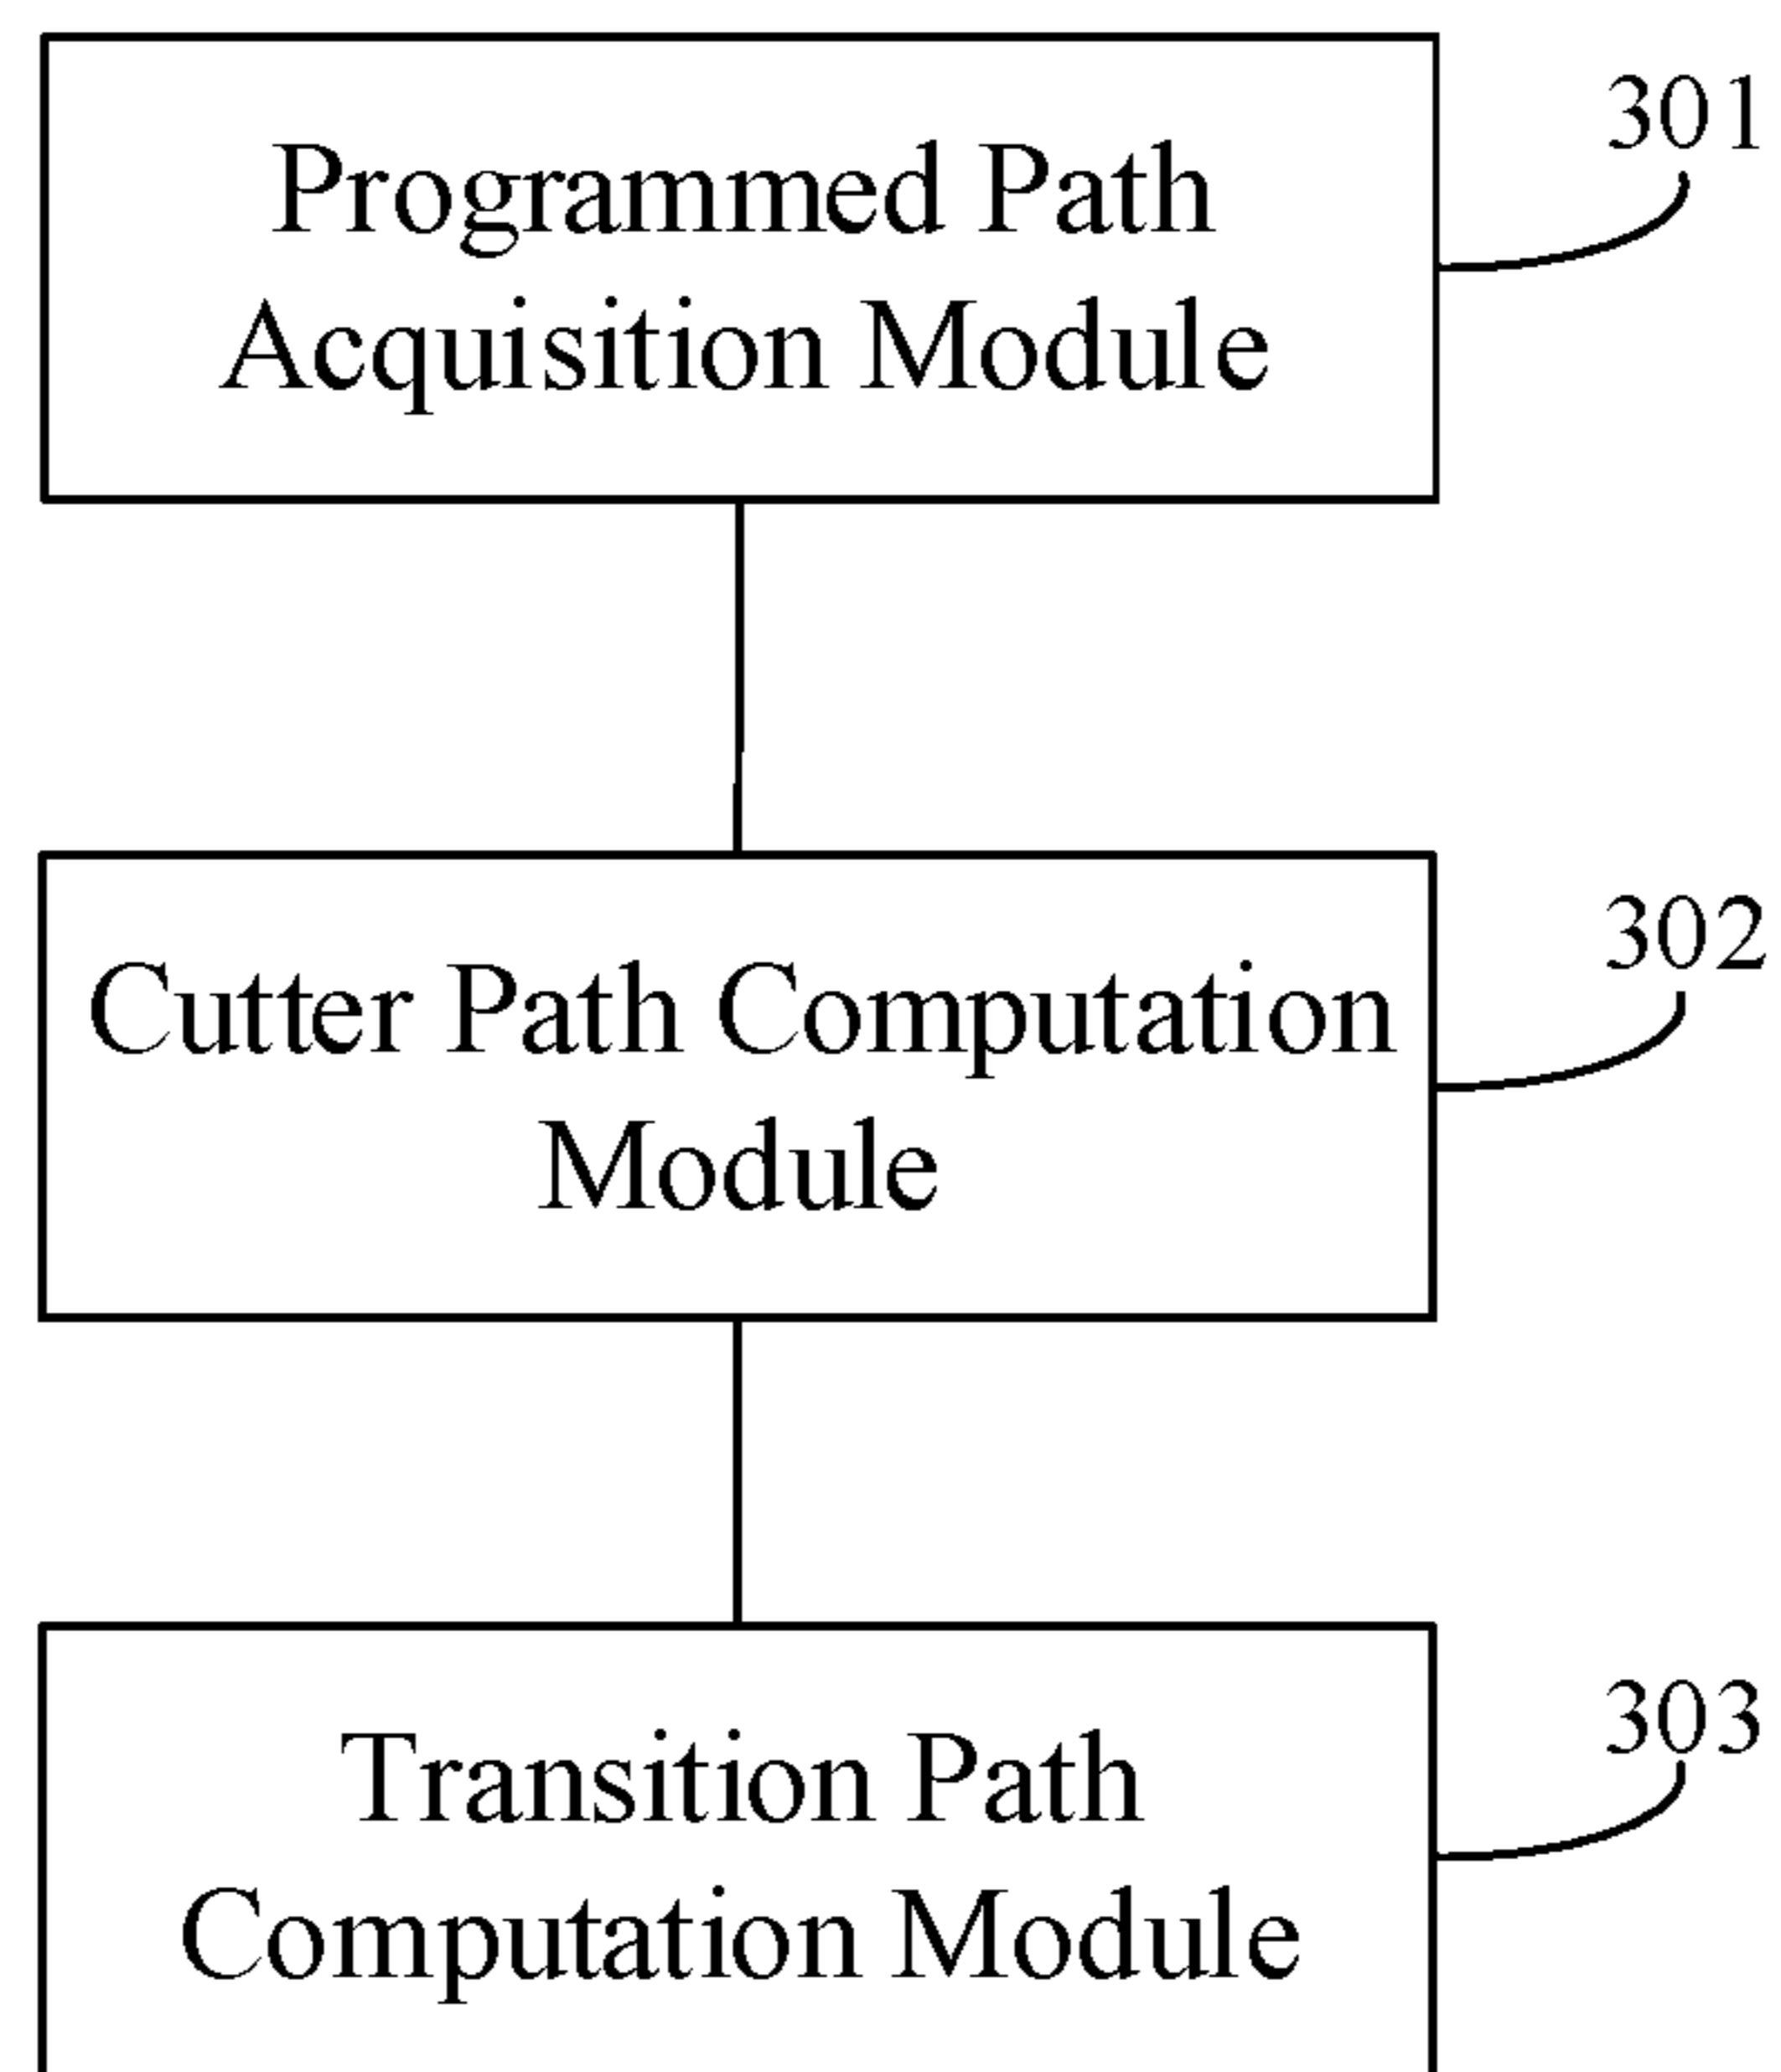 Programmed Path
Acquisition Module
301
Cutter Path Computation
Module
302
Transition Path
Computation Module
303